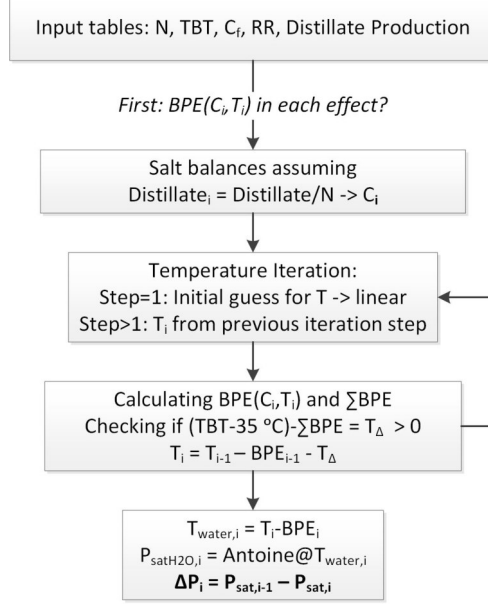 Input tables: N, TBT, Cf, RR, Distillate Production
First: BPE(Ci,Ti) in each effect?
Salt balances assuming
Distillatei = Distillate/N -> Ci
Temperature Iteration:
Step=1: Initial guess for T -> linear
Step>1: Ti from previous iteration step
Calculating BPE(Ci,Ti) and ∑BPE
Checking if (TBT-35 ºC)-∑BPE = TΔ > 0
Ti = Ti-1 – BPEi-1 - TΔ
Twater,i = Ti-BPEi
PsatH2O,i = Antoine@Twater,i
ΔPi = Psat,i-1 – Psat,i